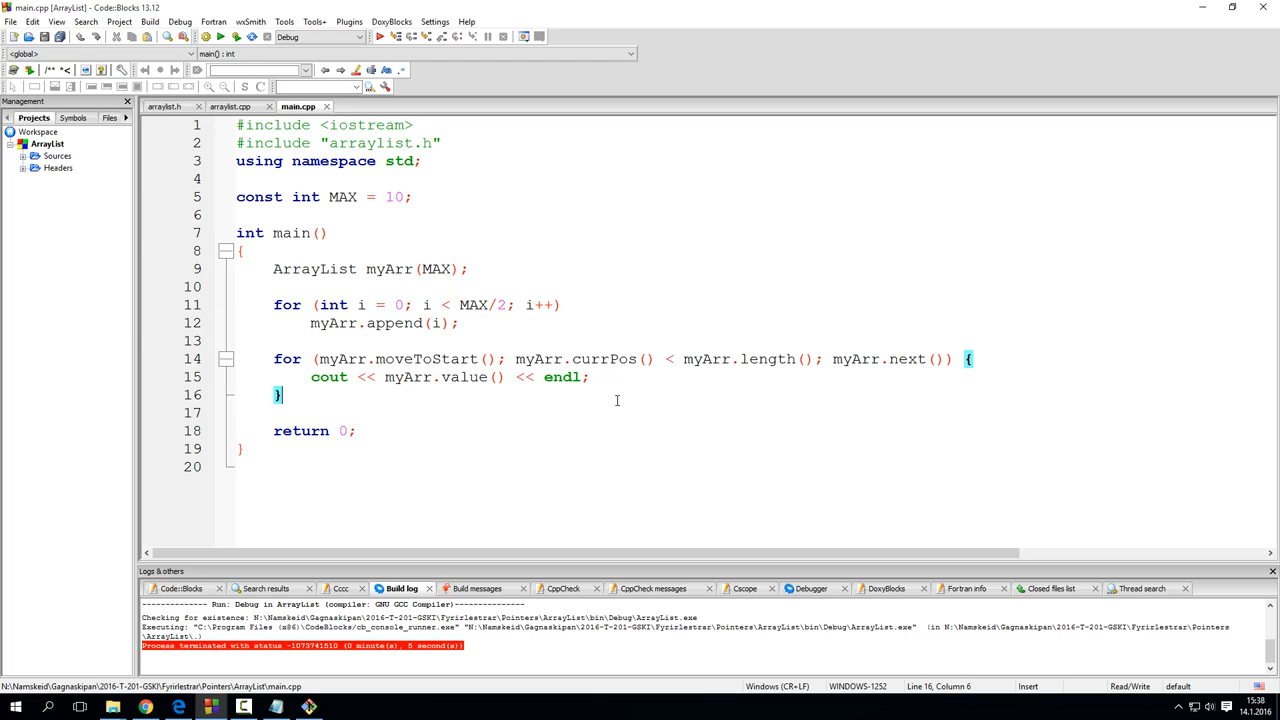 main.cpp [ArrayList] - Code::Blocks 13.12
File Edit View Search Project Build Debug Fortran wxSmith Tools Tools+ Plugins DoxyBlocks Settings Help
Debug
<global> main() : int
/** *<
S C
Management
Projects Symbols Files
Workspace
ArrayList
Sources
Headers
arraylist.h arraylist.cpp main.cpp
1 #include <iostream>
2 #include "arraylist.h"
3 using namespace std;
4
5 const int MAX = 10;
6
7 int main()
8 {
9 ArrayList myArr(MAX);
10
11 for (int i = 0; i < MAX/2; i++)
12 myArr.append(i);
13
14 for (myArr.moveToStart(); myArr.currPos() < myArr.length(); myArr.next()) {
15 cout << myArr.value() << endl;
16 }
17
18 return 0;
19 }
20
Logs & others
Code::Blocks Search results Cccc Build log Build messages CppCheck CppCheck messages Cscope Debugger DoxyBlocks Fortran info Closed files list Thread search
-------------- Run: Debug in ArrayList (compiler: GNU GCC Compiler)---------------
Checking for existence: N:\Namskeid\Gagnaskipan\2016-T-201-GSKI\Fyrirlestrar\Pointers\ArrayList\bin\Debug\ArrayList.exe
Executing: "C:\Program Files (x86)\CodeBlocks/cb_console_runner.exe" "N:\Namskeid\Gagnaskipan\2016-T-201-GSKI\Fyrirlestrar\Pointers\ArrayList\bin\Debug\ArrayList.exe" (in N:\Namskeid\Gagnaskipan\2016-T-201-GSKI\Fyrirlestrar\Pointers
\ArrayList\.)
Process terminated with status -1073741510 (0 minute(s), 5 second(s))
N:\Namskeid\Gagnaskipan\2016-T-201-GSKI\Fyrirlestrar\Pointers\ArrayList\main.cpp Windows (CR+LF) WINDOWS-1252 Line 16, Column 6 Insert Read/Write default
15:38
14.1.2016